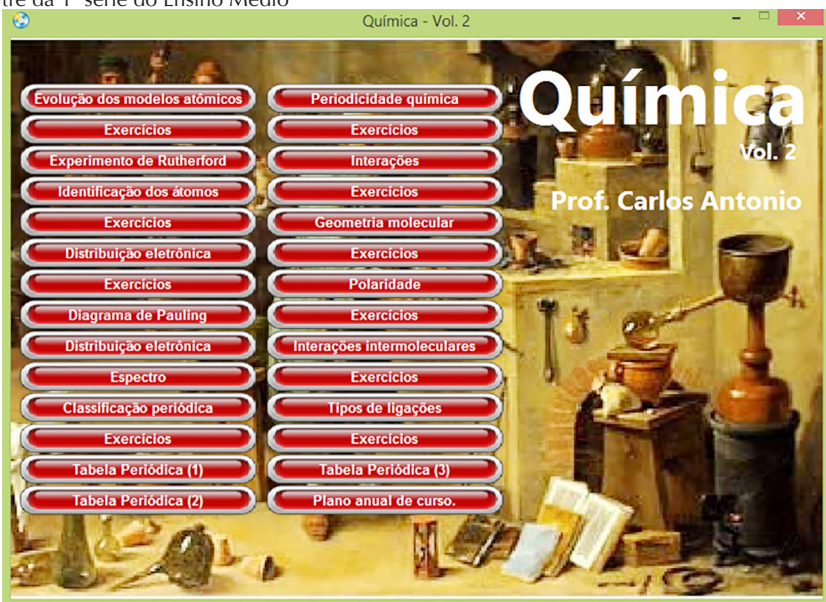 tre da 1ª série do Ensino Médio
Química - Vol. 2
Química
Vol. 2
Prof. Carlos Antonio
Evolução dos modelos atômicos
Exercícios
Experimento de Rutherford
Identificação dos átomos
Exercícios
Distribuição eletrônica
Exercícios
Diagrama de Pauling
Distribuição eletrônica
Espectro
Classificação periódica
Exercícios
Tabela Periódica (1)
Tabela Periódica (2)
Periodicidade química
Exercícios
Interações
Exercícios
Geometria molecular
Exercícios
Polaridade
Exercícios
Interações intermoleculares
Exercícios
Tipos de ligações
Exercícios
Tabela Periódica (3)
Plano anual de curso.